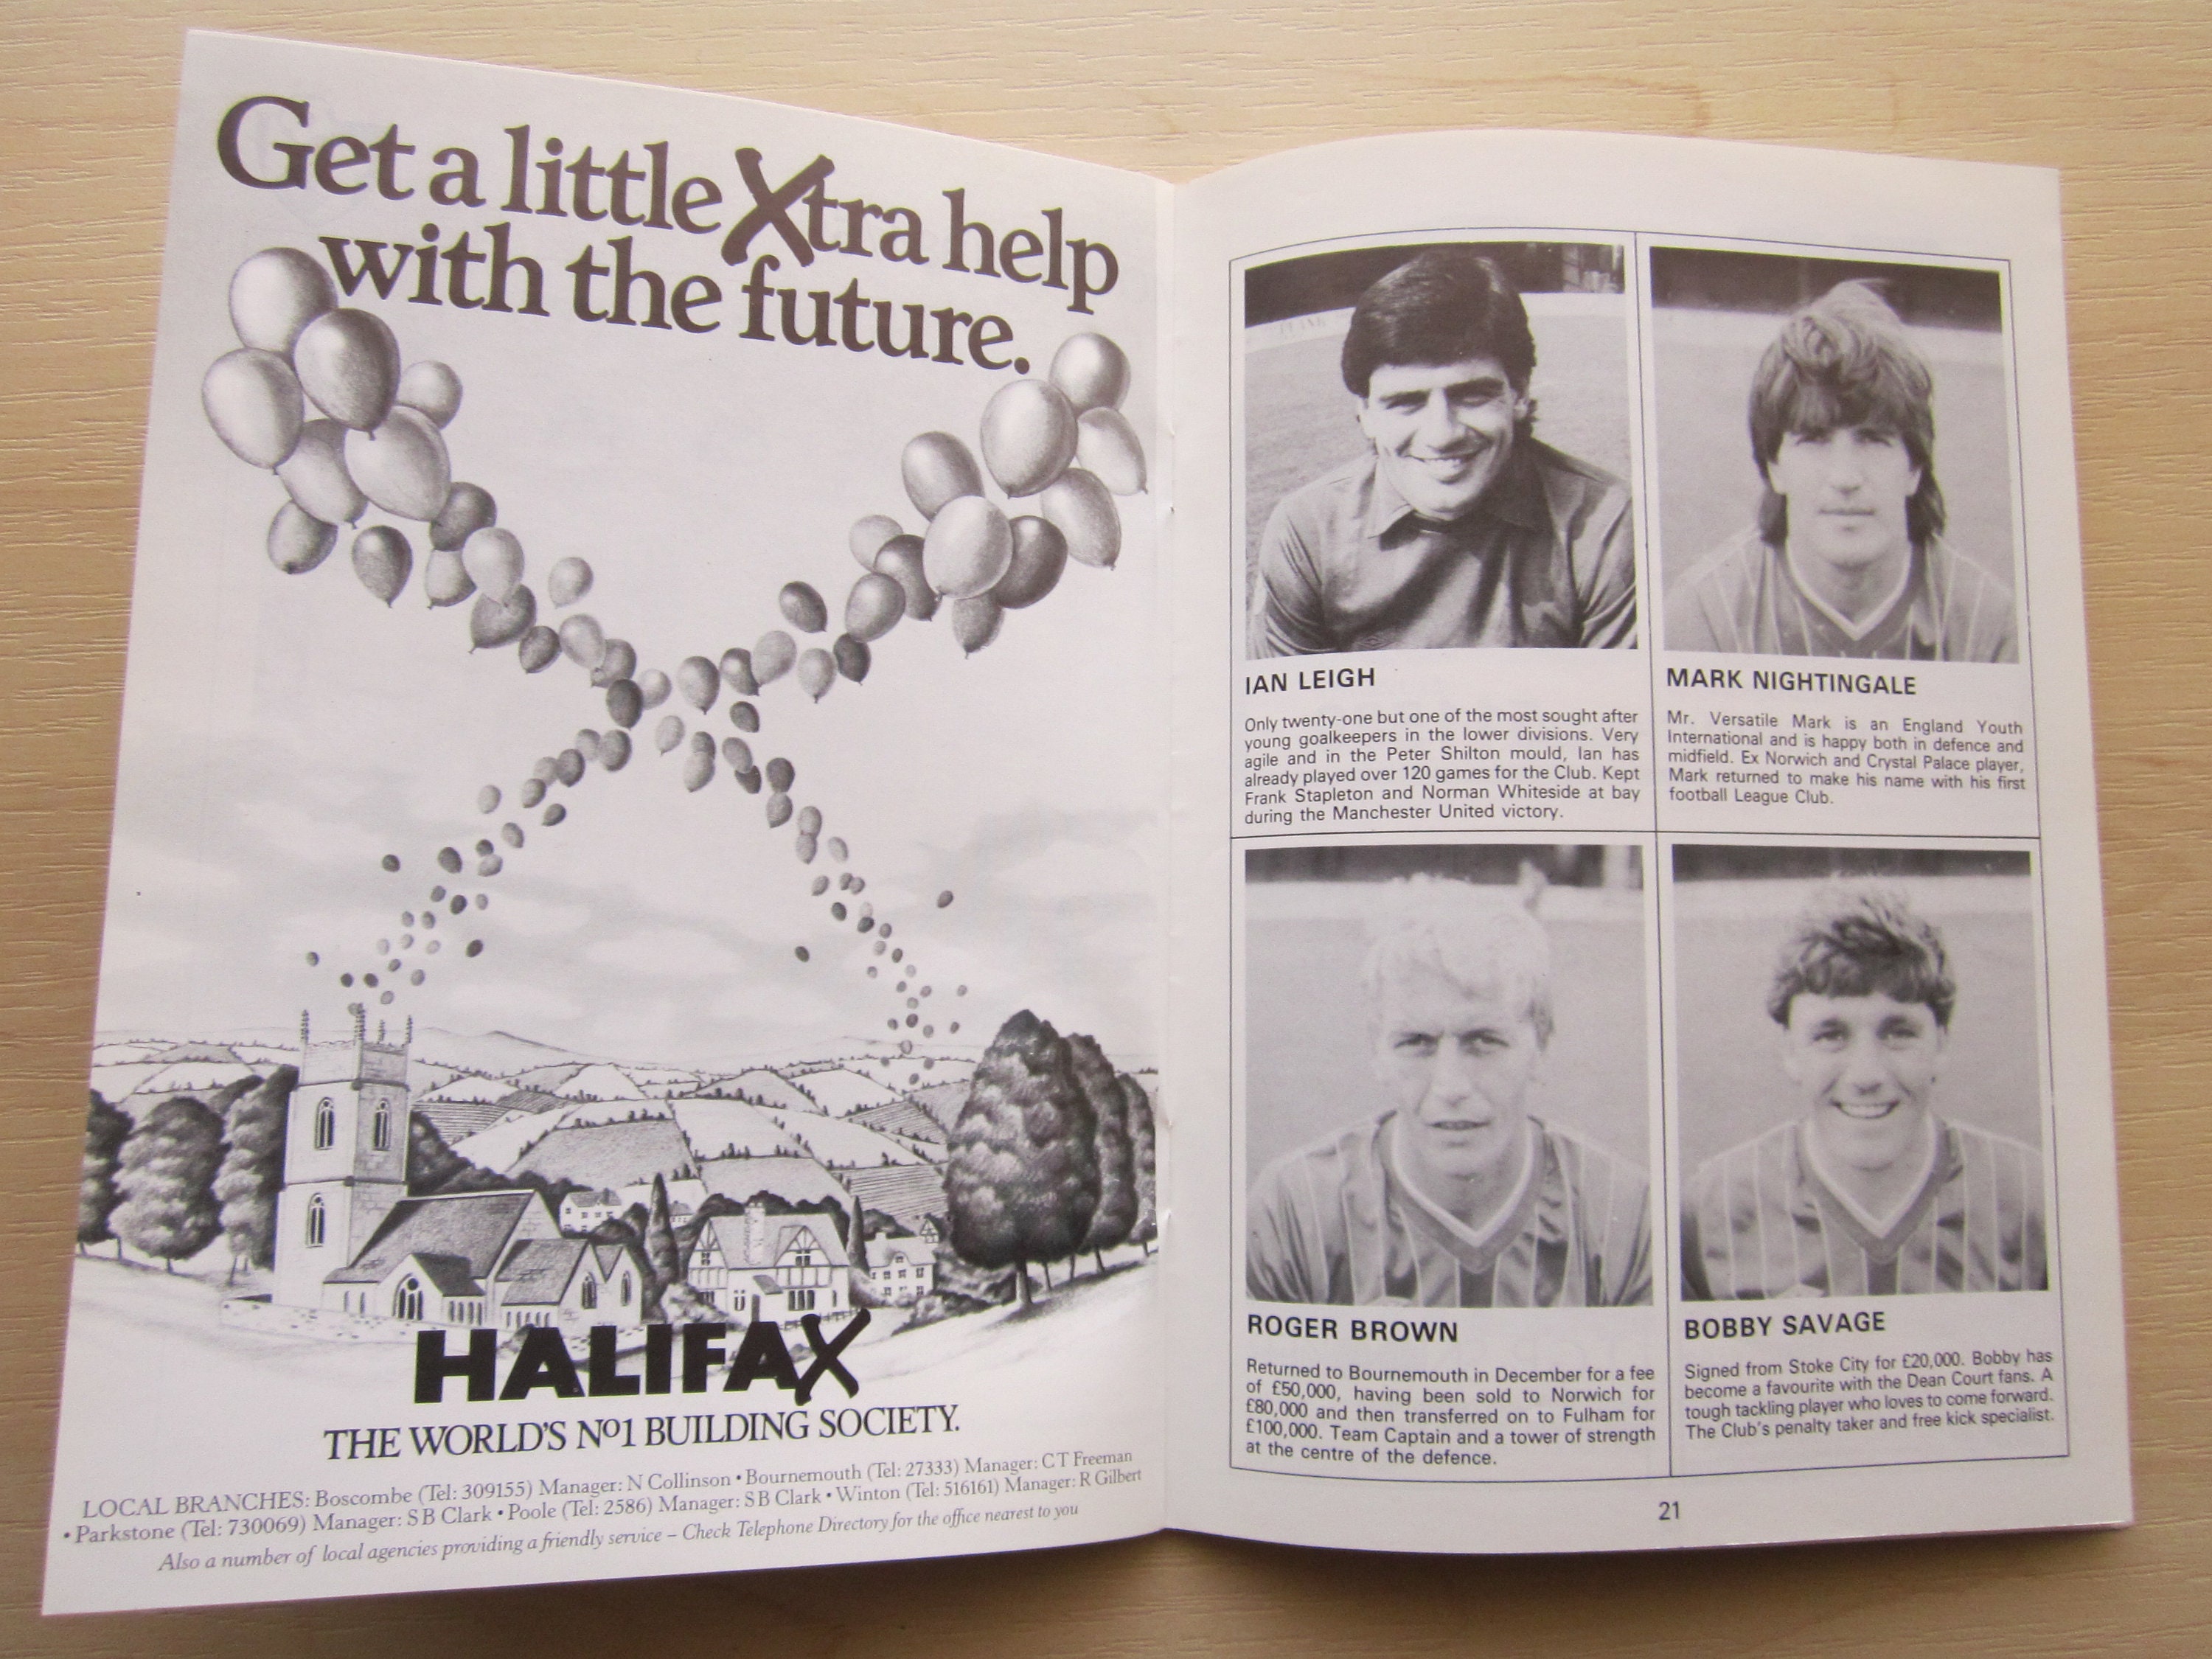 Get a little Xtra help
with the future.
HALIFAX
THE WORLD'S Nº1 BUILDING SOCIETY.
LOCAL BRANCHES: Boscombe (Tel: 309155) Manager: N Collinson • Bournemouth (Tel: 27333) Manager: C T Freeman
• Parkstone (Tel: 730069) Manager: S B Clark • Poole (Tel: 2586) Manager: S B Clark • Winton (Tel: 516161) Manager: R Gilbert
Also a number of local agencies providing a friendly service – Check Telephone Directory for the office nearest to you
IAN LEIGH
Only twenty-one but one of the most sought after
young goalkeepers in the lower divisions. Very
agile and in the Peter Shilton mould, Ian has
already played over 120 games for the Club. Kept
Frank Stapleton and Norman Whiteside at bay
during the Manchester United victory.
MARK NIGHTINGALE
Mr. Versatile Mark is an England Youth
International and is happy both in defence and
midfield. Ex Norwich and Crystal Palace player,
Mark returned to make his name with his first
football League Club.
ROGER BROWN
Returned to Bournemouth in December for a fee
of £50,000, having been sold to Norwich for
£80,000 and then transferred on to Fulham for
£100,000. Team Captain and a tower of strength
at the centre of the defence.
BOBBY SAVAGE
Signed from Stoke City for £20,000. Bobby has
become a favourite with the Dean Court fans. A
tough tackling player who loves to come forward.
The Club's penalty taker and free kick specialist.
21